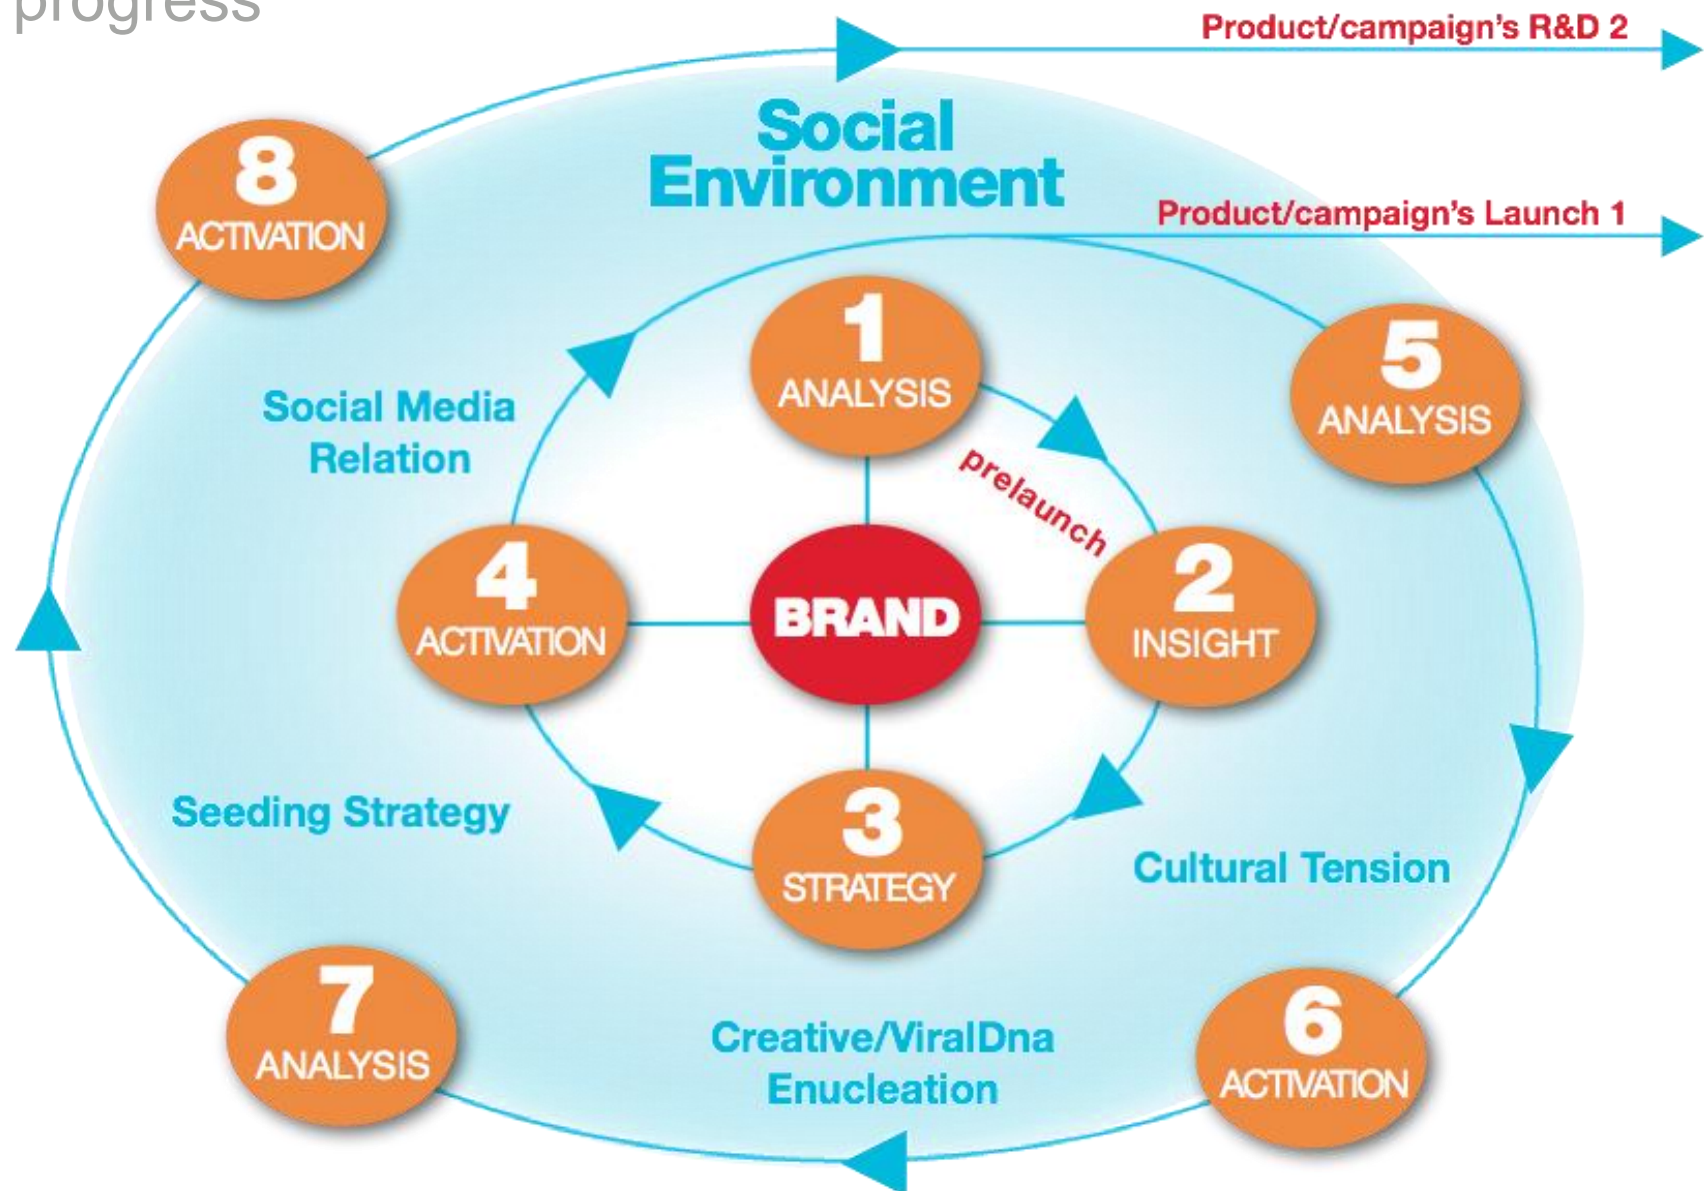 progress
Product/campaign's R&D 2
Social
Environment
8
ACTIVATION
Product/campaign's Launch 1
1
ANALYSIS
5
ANALYSIS
Social Media
Relation
prelaunch
4
ACTIVATION
BRAND
2
INSIGHT
Seeding Strategy
3
STRATEGY
Cultural Tension
7
ANALYSIS
Creative/ViralDna
Enucleation
6
ACTIVATION